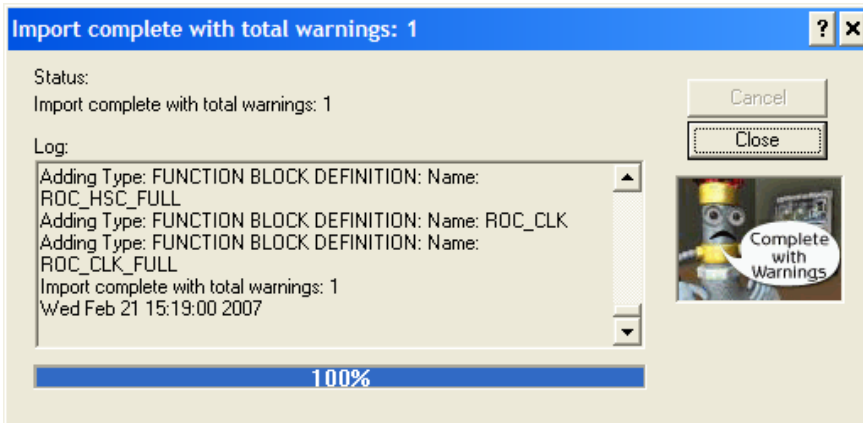 Import complete with total warnings: 1
?
Status:
Import complete with total warnings: 1
Cancel
Close
Log:
Adding Type: FUNCTION BLOCK DEFINITION: Name:
ROC_HSC_FULL
Adding Type: FUNCTION BLOCK DEFINITION: Name: ROC_CLK
Adding Type: FUNCTION BLOCK DEFINITION: Name:
ROC_CLK_FULL
Import complete with total warnings: 1
Wed Feb 21 15:19:00 2007
Complete
with
Warnings
100%